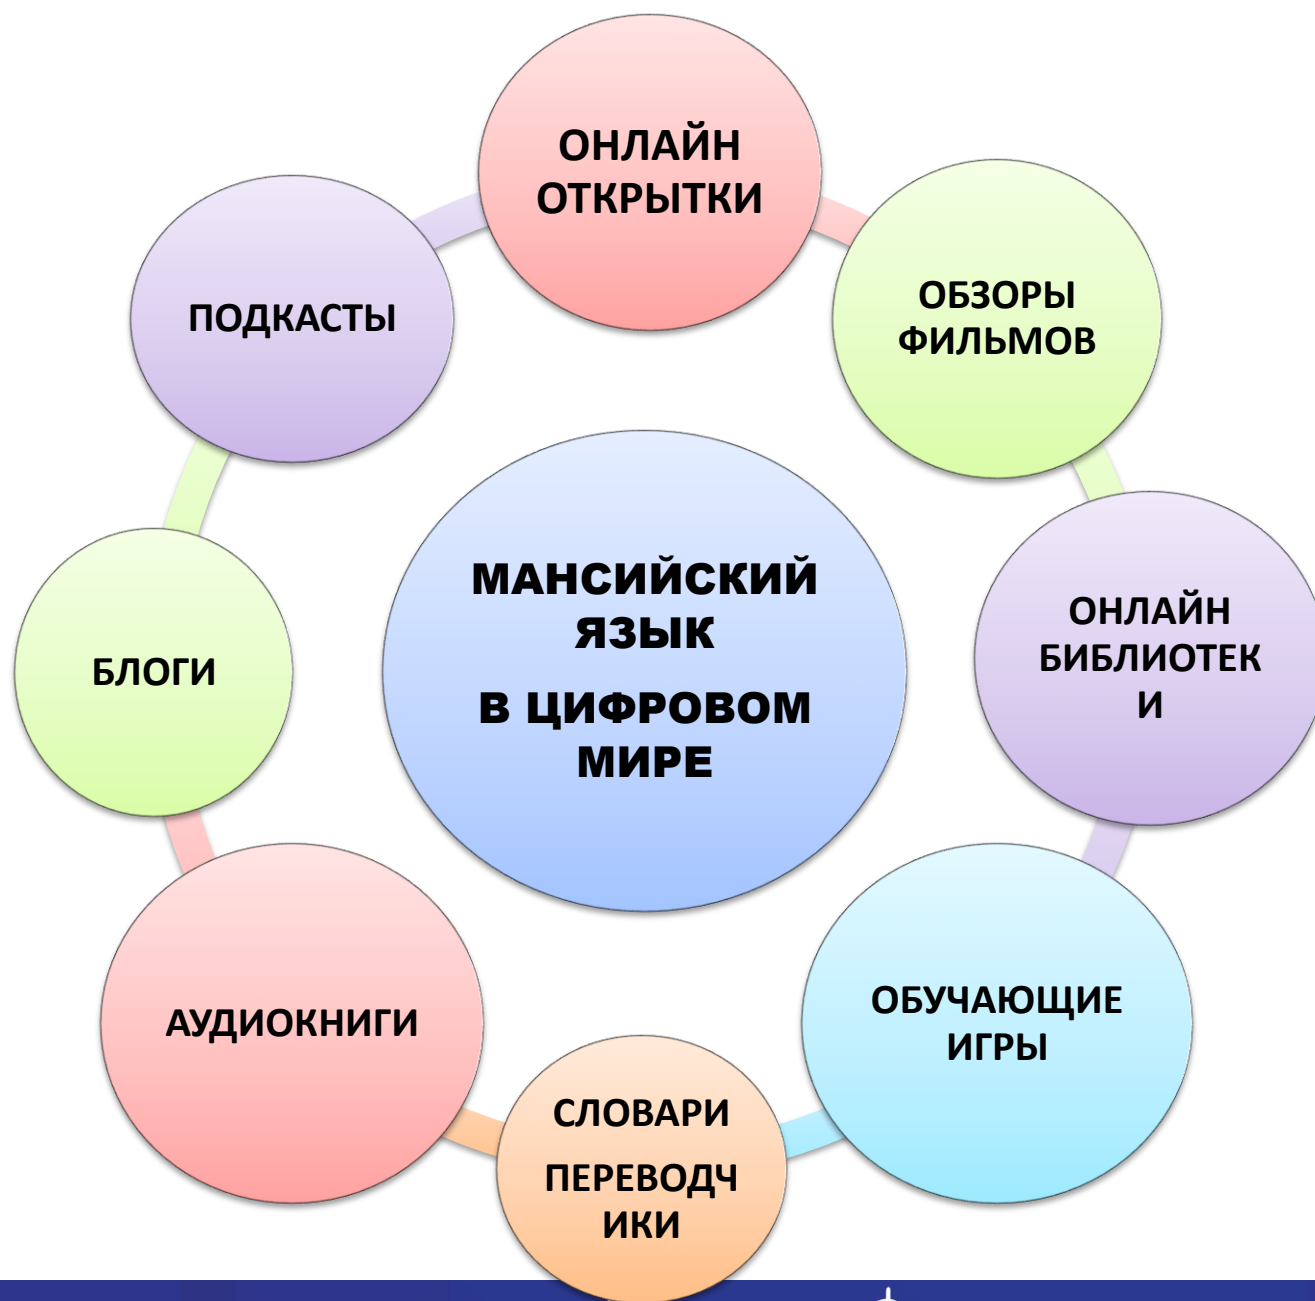 ОНЛАЙН
ОТКРЫТКИ
ОБЗОРЫ
ФИЛЬМОВ
ОНЛАЙН
БИБЛИОТЕК
И
ОБУЧАЮЩИЕ
ИГРЫ
СЛОВАРИ
ПЕРЕВОДЧ
ИКИ
АУДИОКНИГИ
БЛОГИ
ПОДКАСТЫ
МАНСИЙСКИЙ
ЯЗЫК
В ЦИФРОВОМ
МИРЕ